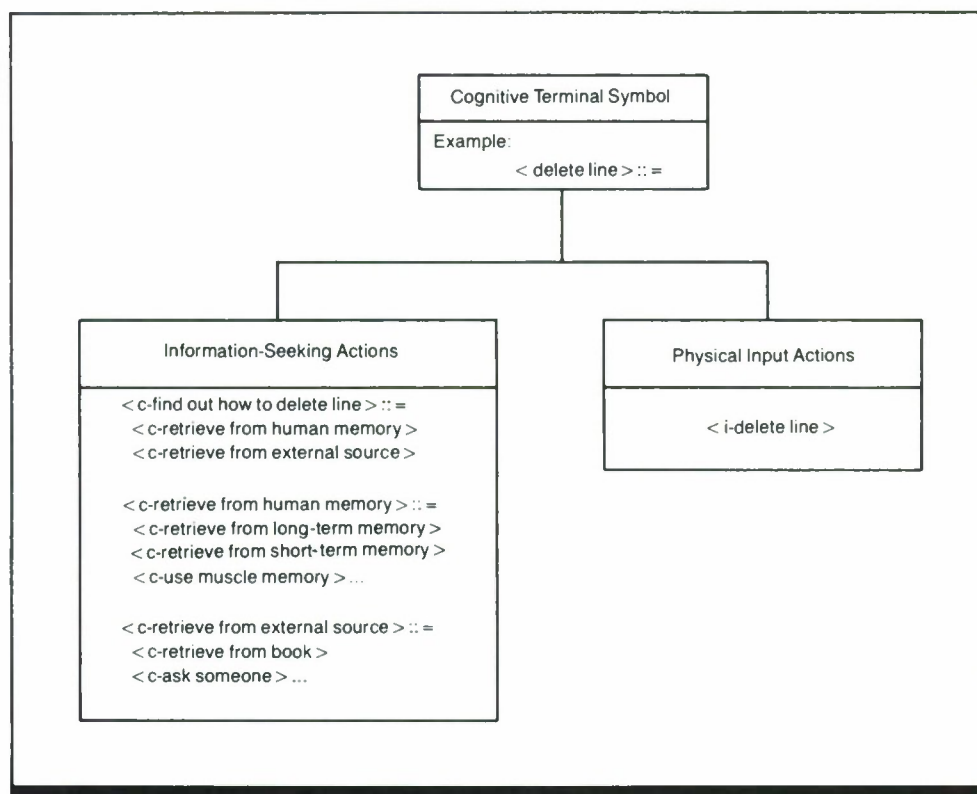 Cognitive Terminal Symbol
Example:
< delete line > :: =
Information-Seeking Actions
< c-find out how to delete line > :: =
< c-retrieve from human memory >
< c-retrieve from external source >
< c-retrieve from human memory > :: =
< c-retrieve from long-term memory >
< c-retrieve from short-term memory >
< c-use muscle memory > ...
< c-retrieve from external source > :: =
< c-retrieve from book >
< c-ask someone > ...
Physical Input Actions
< i-delete line >